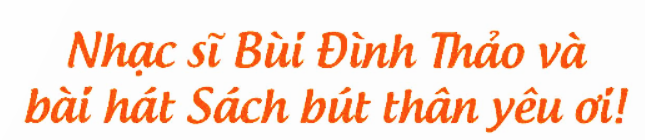 Nhạc sĩ Bùi Đình Thảo và
bài hát Sách bút thân yêu ơi!